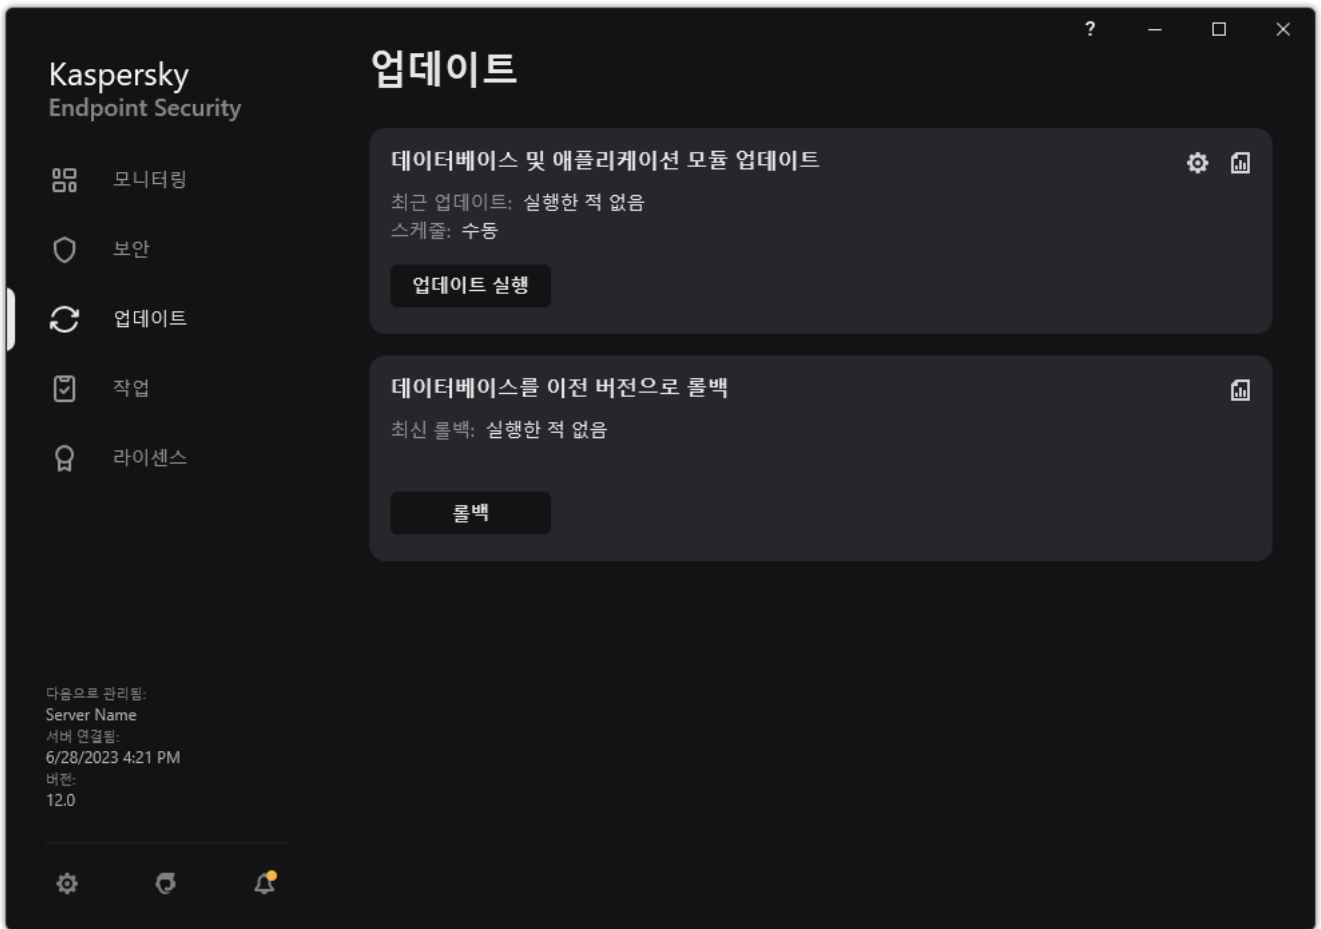 ?
Kaspersky
Endpoint Security
모니터링
보안
업데이트
작업
라이센스
다음으로 관리됨:
Server Name
서버 연결됨:
6/28/2023 4:21 PM
버전:
12.0
업데이트
데이터베이스 및 애플리케이션 모듈 업데이트
최근 업데이트: 실행한 적 없음
스케줄: 수동
업데이트 실행
데이터베이스를 이전 버전으로 롤백
최신 롤백: 실행한 적 없음
롤백